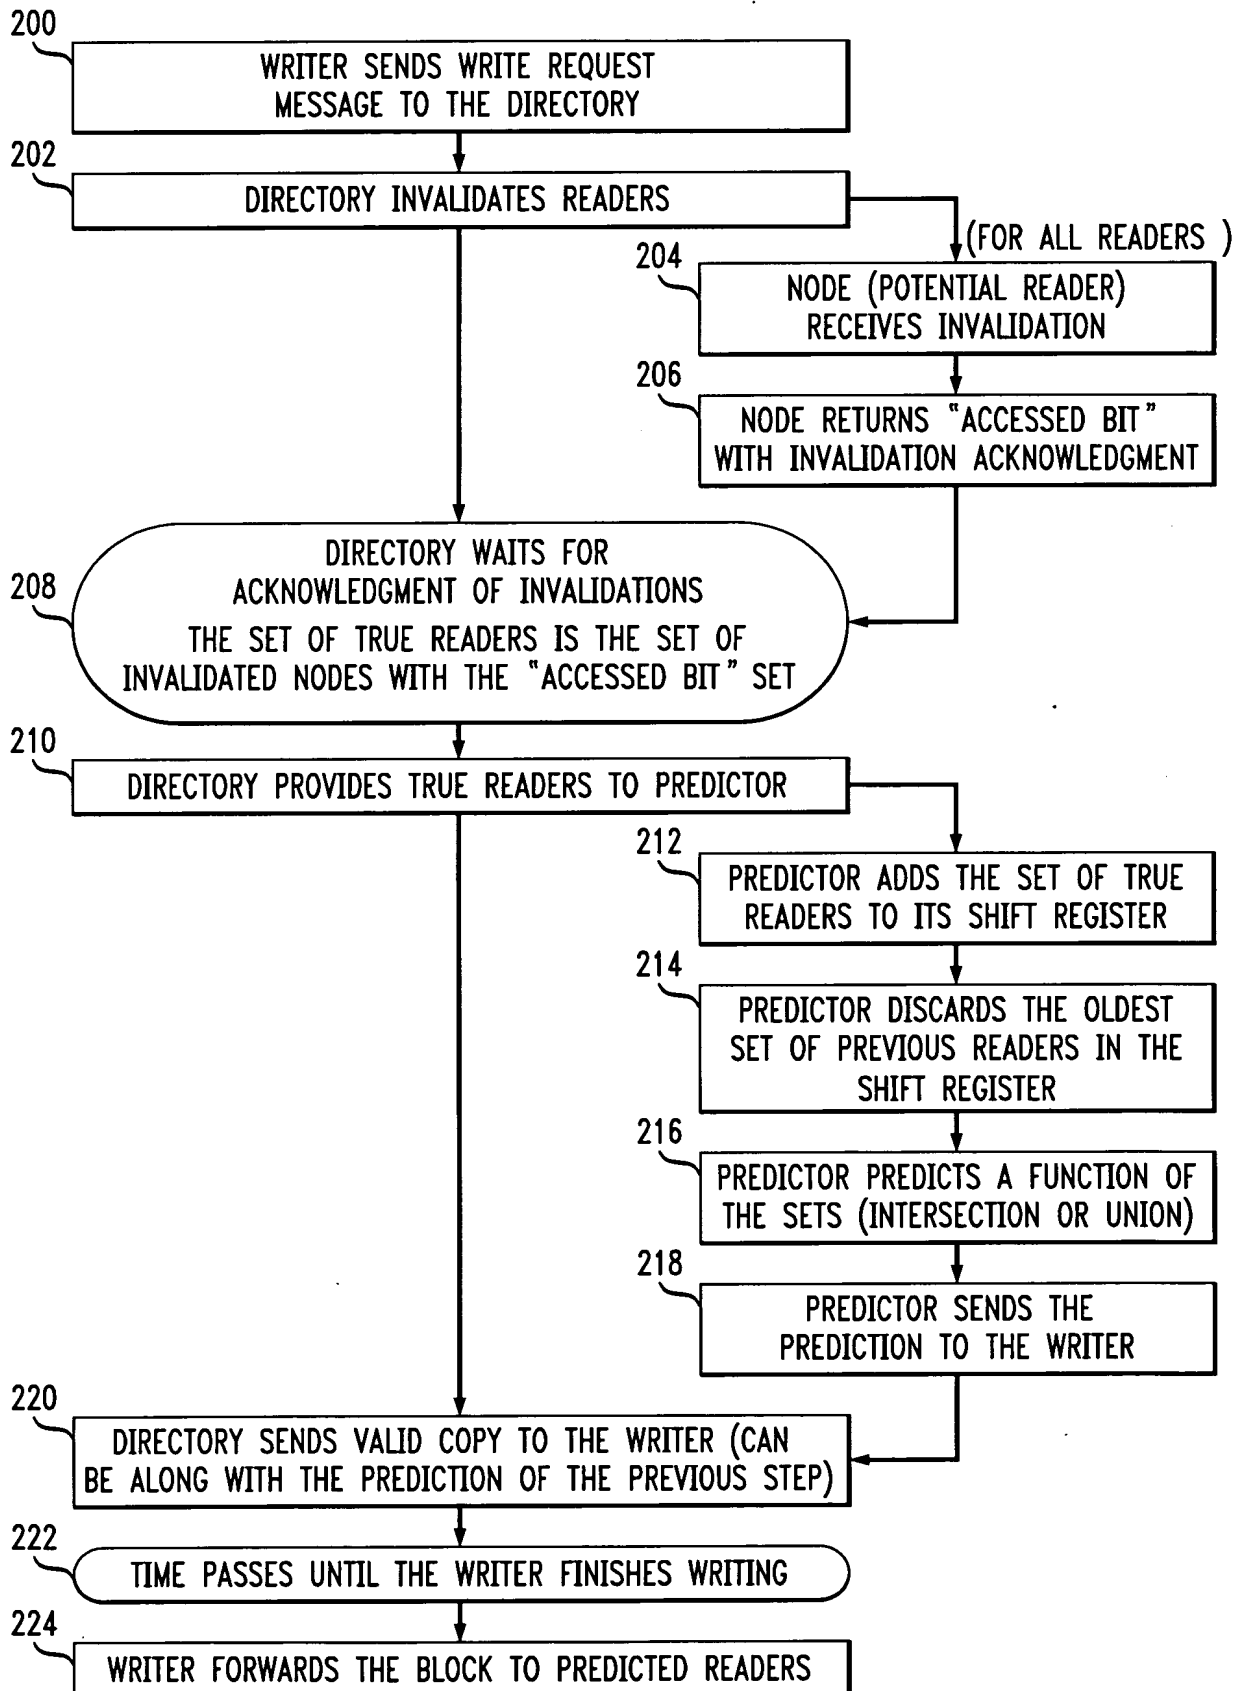 200
WRITER SENDS WRITE REQUEST
MESSAGE TO THE DIRECTORY
202
DIRECTORY INVALIDATES READERS
(FOR ALL READERS )
204
NODE (POTENTIAL READER)
RECEIVES INVALIDATION
206
NODE RETURNS "ACCESSED BIT"
WITH INVALIDATION ACKNOWLEDGMENT
208
DIRECTORY WAITS FOR
ACKNOWLEDGMENT OF INVALIDATIONS
THE SET OF TRUE READERS IS THE SET OF
INVALIDATED NODES WITH THE "ACCESSED BIT" SET
210
DIRECTORY PROVIDES TRUE READERS TO PREDICTOR
212
PREDICTOR ADDS THE SET OF TRUE
READERS TO ITS SHIFT REGISTER
214
PREDICTOR DISCARDS THE OLDEST
SET OF PREVIOUS READERS IN THE
SHIFT REGISTER
216
PREDICTOR PREDICTS A FUNCTION OF
THE SETS (INTERSECTION OR UNION)
218
PREDICTOR SENDS THE
PREDICTION TO THE WRITER
220
DIRECTORY SENDS VALID COPY TO THE WRITER (CAN
BE ALONG WITH THE PREDICTION OF THE PREVIOUS STEP)
222
TIME PASSES UNTIL THE WRITER FINISHES WRITING
224
WRITER FORWARDS THE BLOCK TO PREDICTED READERS